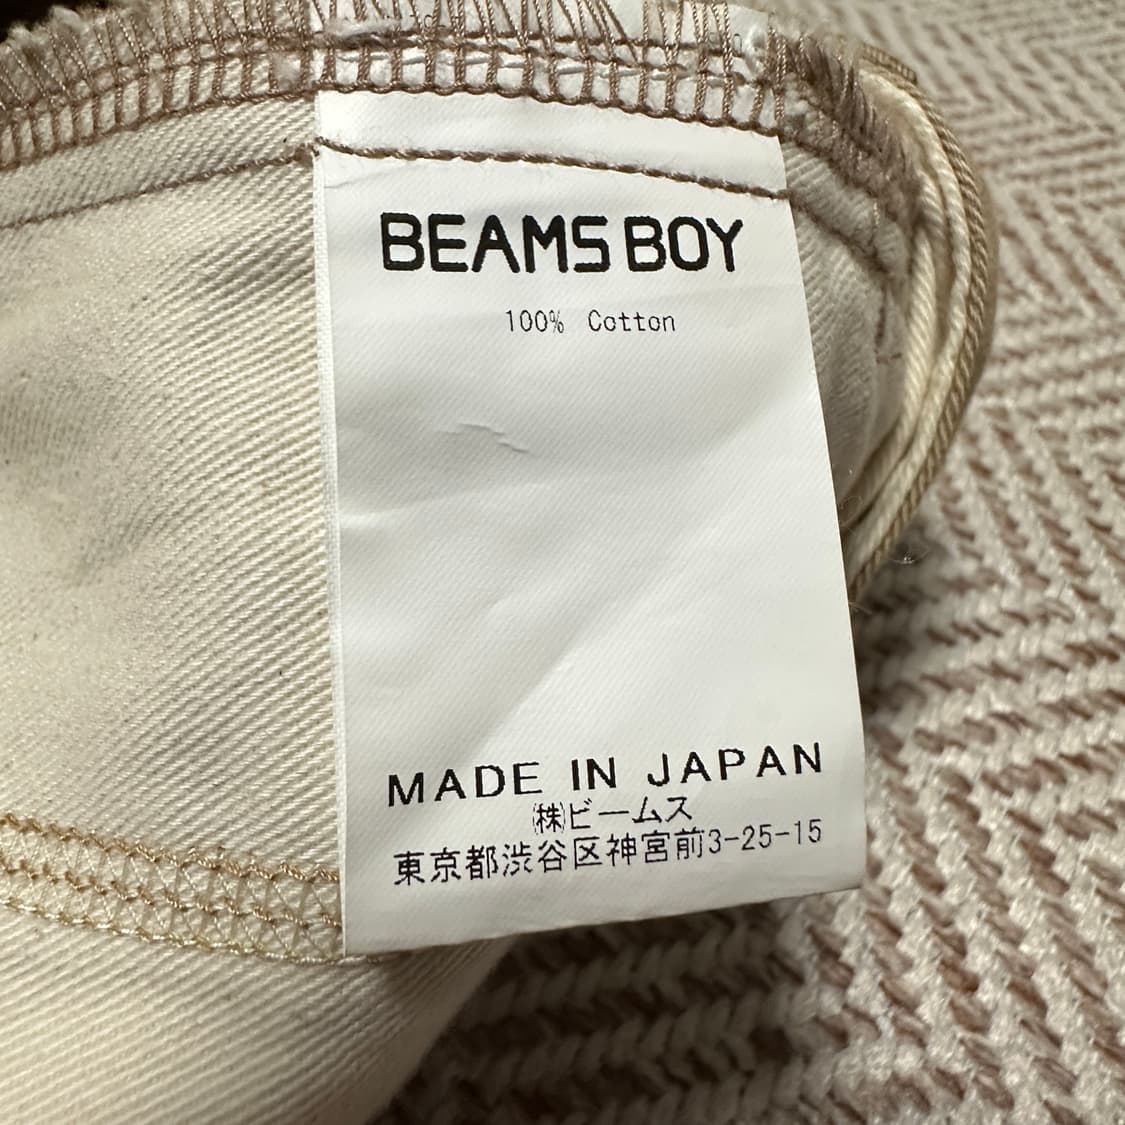 BEAMS BOY
100% Cotton
MADE IN JAPAN
㈱ビームス
東京都渋谷区神宮前3-25-15